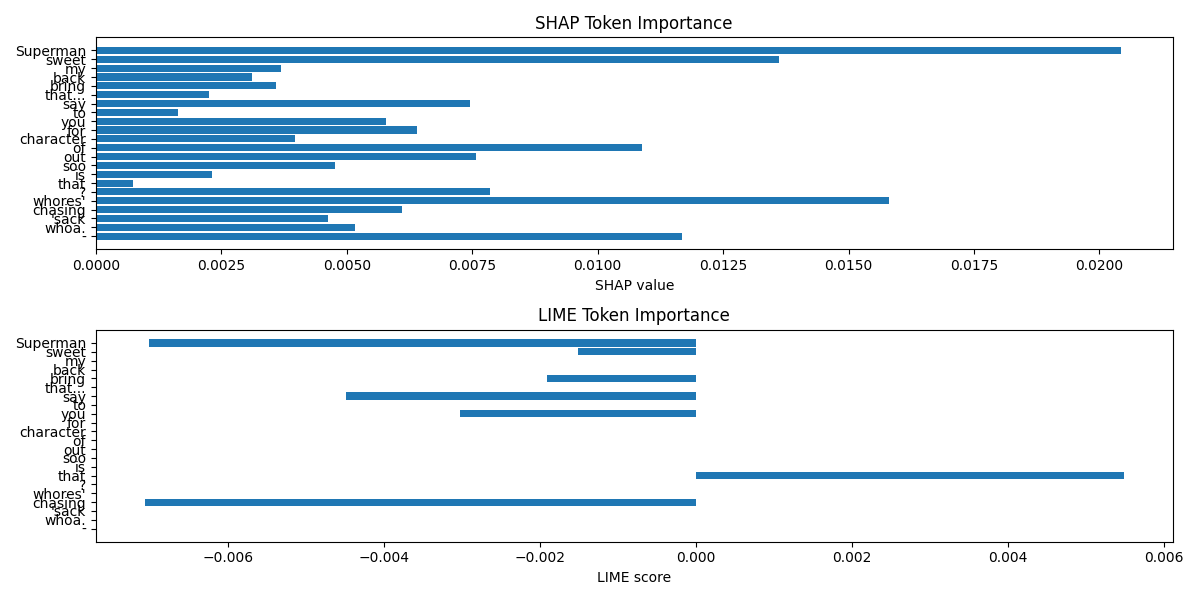 SHAP Token Importance
Superman
sweet
my
back
bring
that...
say
to
you
for
character
of
out
soo
is
that
?
whores'
chasing
'sack
whoa.
-
0.0000 0.0025 0.0050 0.0075 0.0100 0.0125 0.0150 0.0175 0.0200
SHAP value
LIME Token Importance
Superman
sweet
my
back
bring
that...
say
to
you
for
character
of
out
soo
is
that
?
whores'
chasing
'sack
whoa.
-
−0.006 −0.004 −0.002 0.000 0.002 0.004 0.006
LIME score